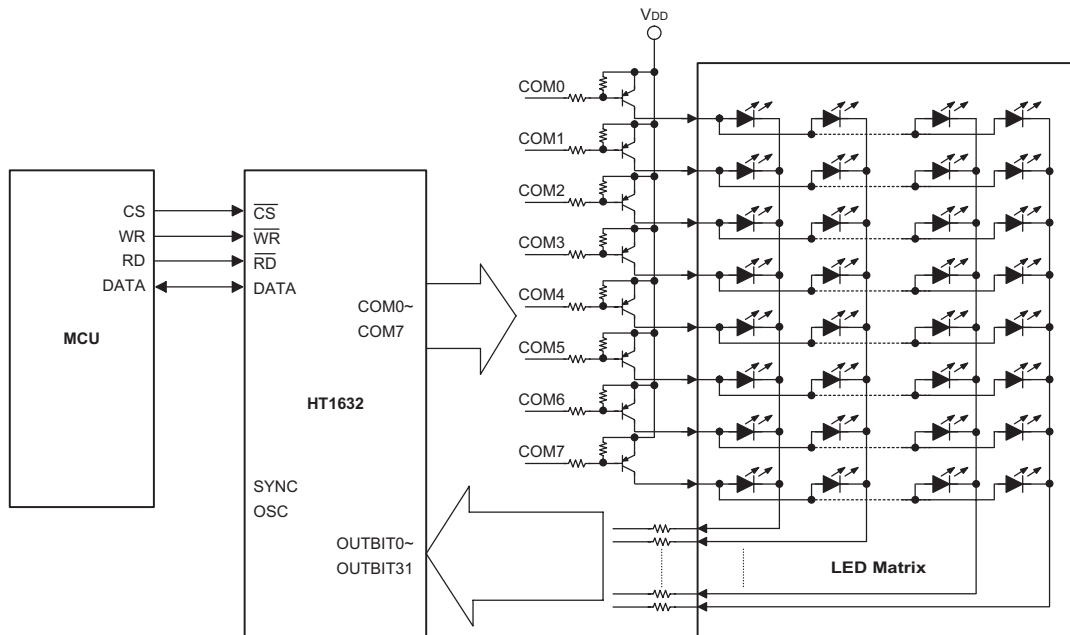 VDD
COM0
COM1
COM2
COM3
COM4
COM5
COM6
COM7
CS
WR
RD
DATA
MCU
CS
WR
RD
DATA
COM0~
COM7
HT1632
SYNC
OSC
OUTBIT0~
OUTBIT31
LED Matrix